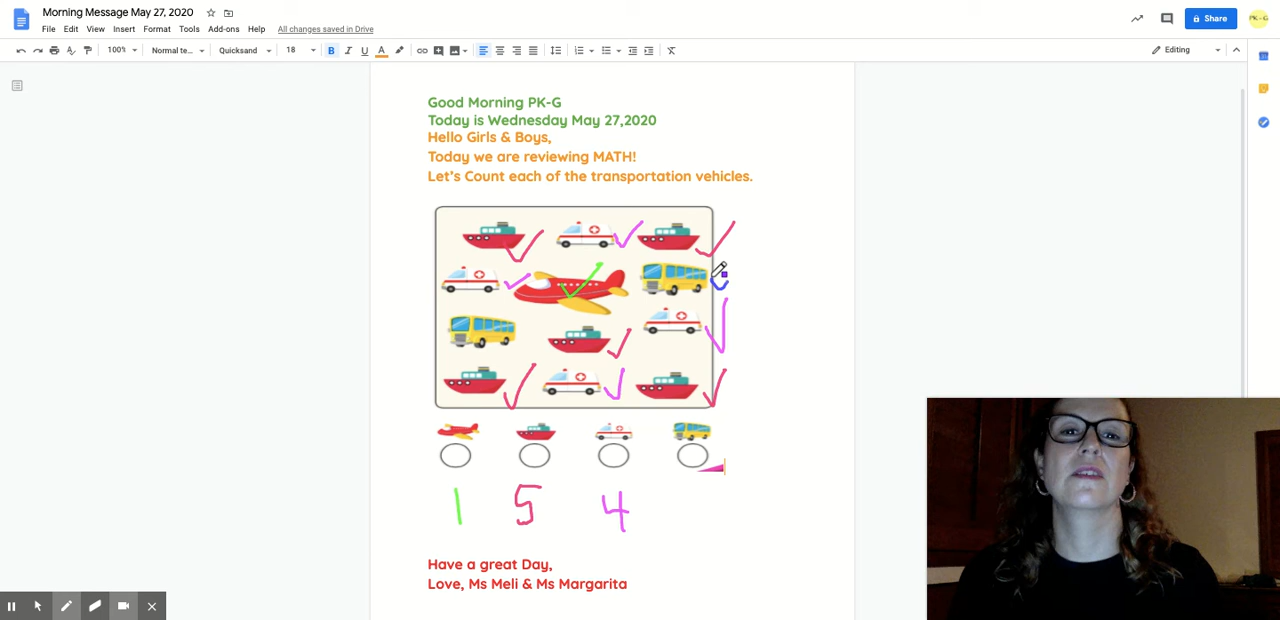 Morning Message May 27, 2020
PK-G
File Edit View Insert Format Tools Add-ons Help All changes saved in Drive
Share
100% Normal te... Quicksand 18 B I U A Editing
Good Morning PK-G
Today is Wednesday May 27,2020
Hello Girls & Boys,
Today we are reviewing MATH!
Let's Count each of the transportation vehicles.
1 5 4
Have a great Day,
Love, Ms Meli & Ms Margarita